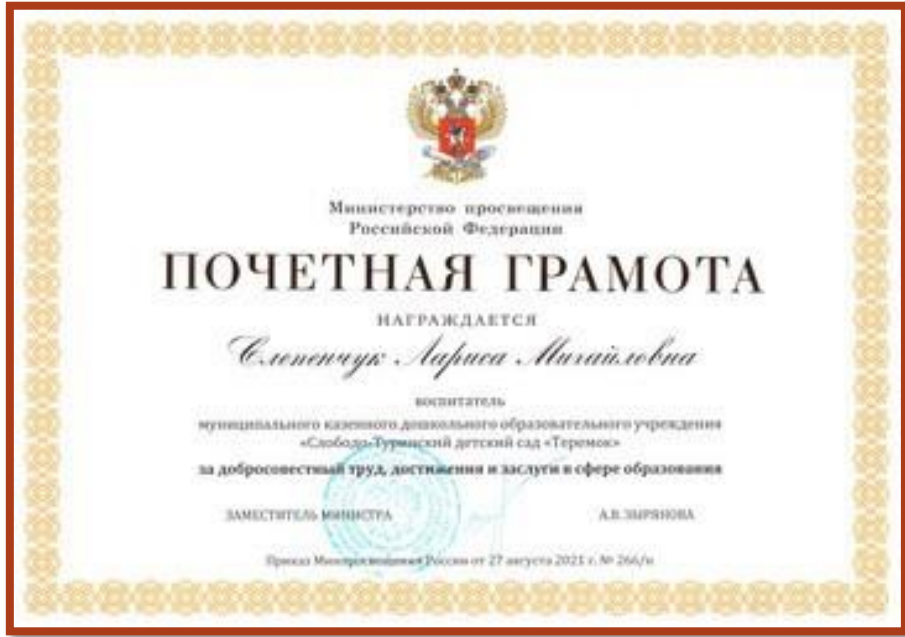 Министерство просвещения
Российской Федерации
ПОЧЕТНАЯ ГРАМОТА
НАГРАЖДАЕТСЯ
Слепенчук Лариса Михайловна
воспитатель
муниципального казенного дошкольного образовательного учреждения
«Слободо-Туринский детский сад «Теремок»
за добросовестный труд, достижения и заслуги в сфере образования
ЗАМЕСТИТЕЛЬ МИНИСТРА А.В. ЗЫРЯНОВА
Приказ Минпросвещения России от 27 августа 2021 г. № 266/н